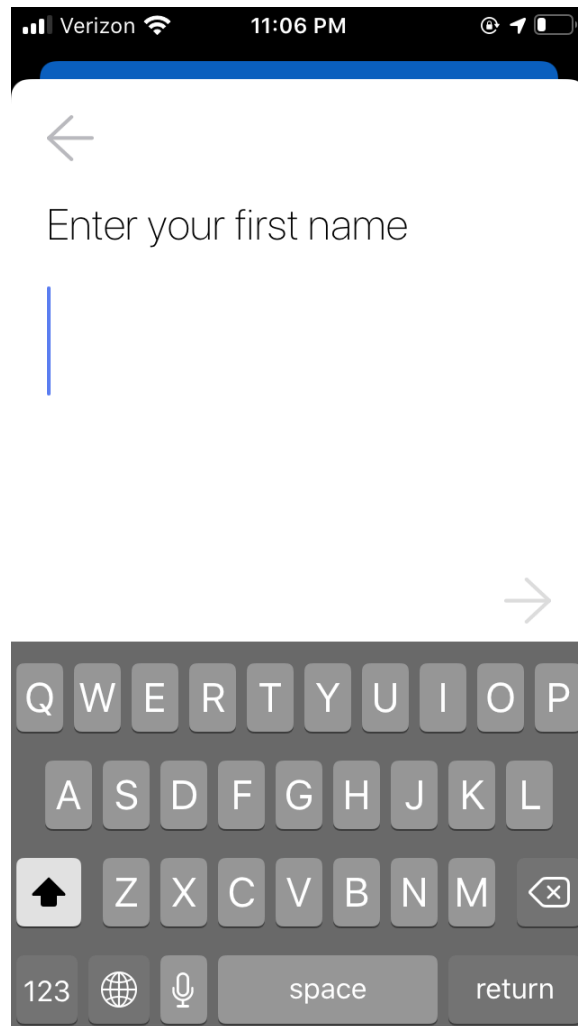 Verizon 11:06 PM
Enter your first name
Q W E R T Y U I O P
A S D F G H J K L
Z X C V B N M
123 space return